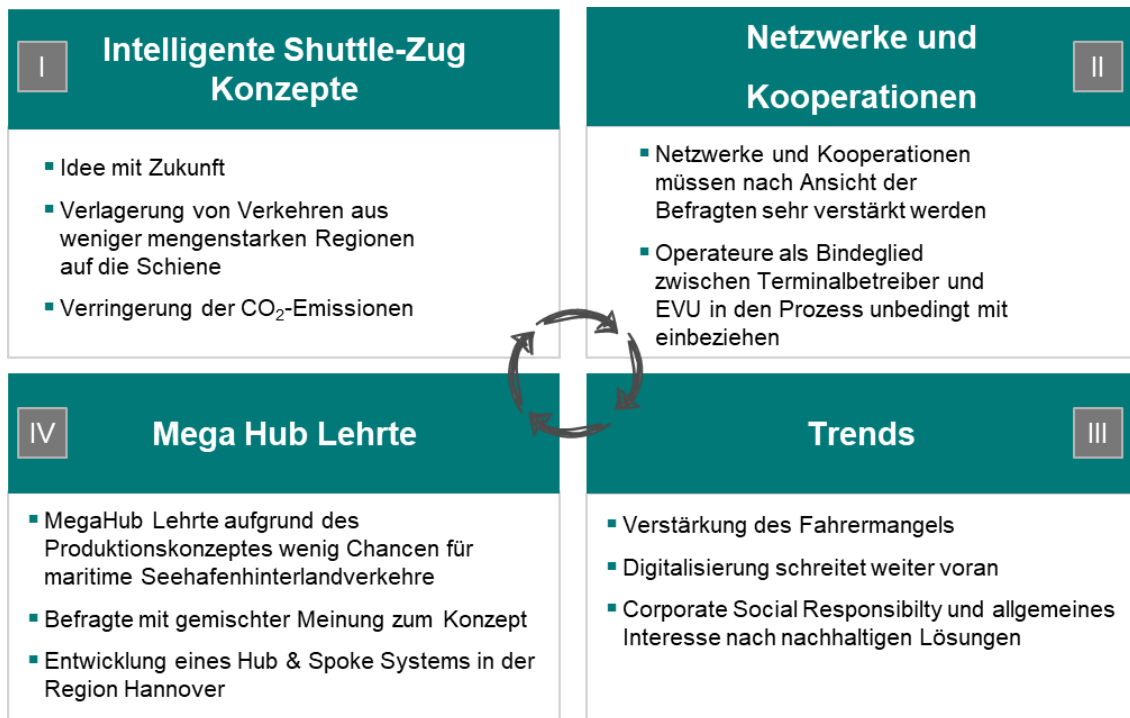 I
Intelligente Shuttle-Zug
Konzepte
▪ Idee mit Zukunft
▪ Verlagerung von Verkehren aus
weniger mengenstarken Regionen
auf die Schiene
▪ Verringerung der CO₂-Emissionen
Netzwerke und
Kooperationen
II
▪ Netzwerke und Kooperationen
müssen nach Ansicht der
Befragten sehr verstärkt werden
▪ Operateure als Bindeglied
zwischen Terminalbetreiber und
EVU in den Prozess unbedingt mit
einbeziehen
IV
Mega Hub Lehrte
▪ MegaHub Lehrte aufgrund des
Produktionskonzeptes wenig Chancen für
maritime Seehafenhinterlandverkehre
▪ Befragte mit gemischter Meinung zum Konzept
▪ Entwicklung eines Hub & Spoke Systems in der
Region Hannover
Trends
III
▪ Verstärkung des Fahrermangels
▪ Digitalisierung schreitet weiter voran
▪ Corporate Social Responsibilty und allgemeines
Interesse nach nachhaltigen Lösungen